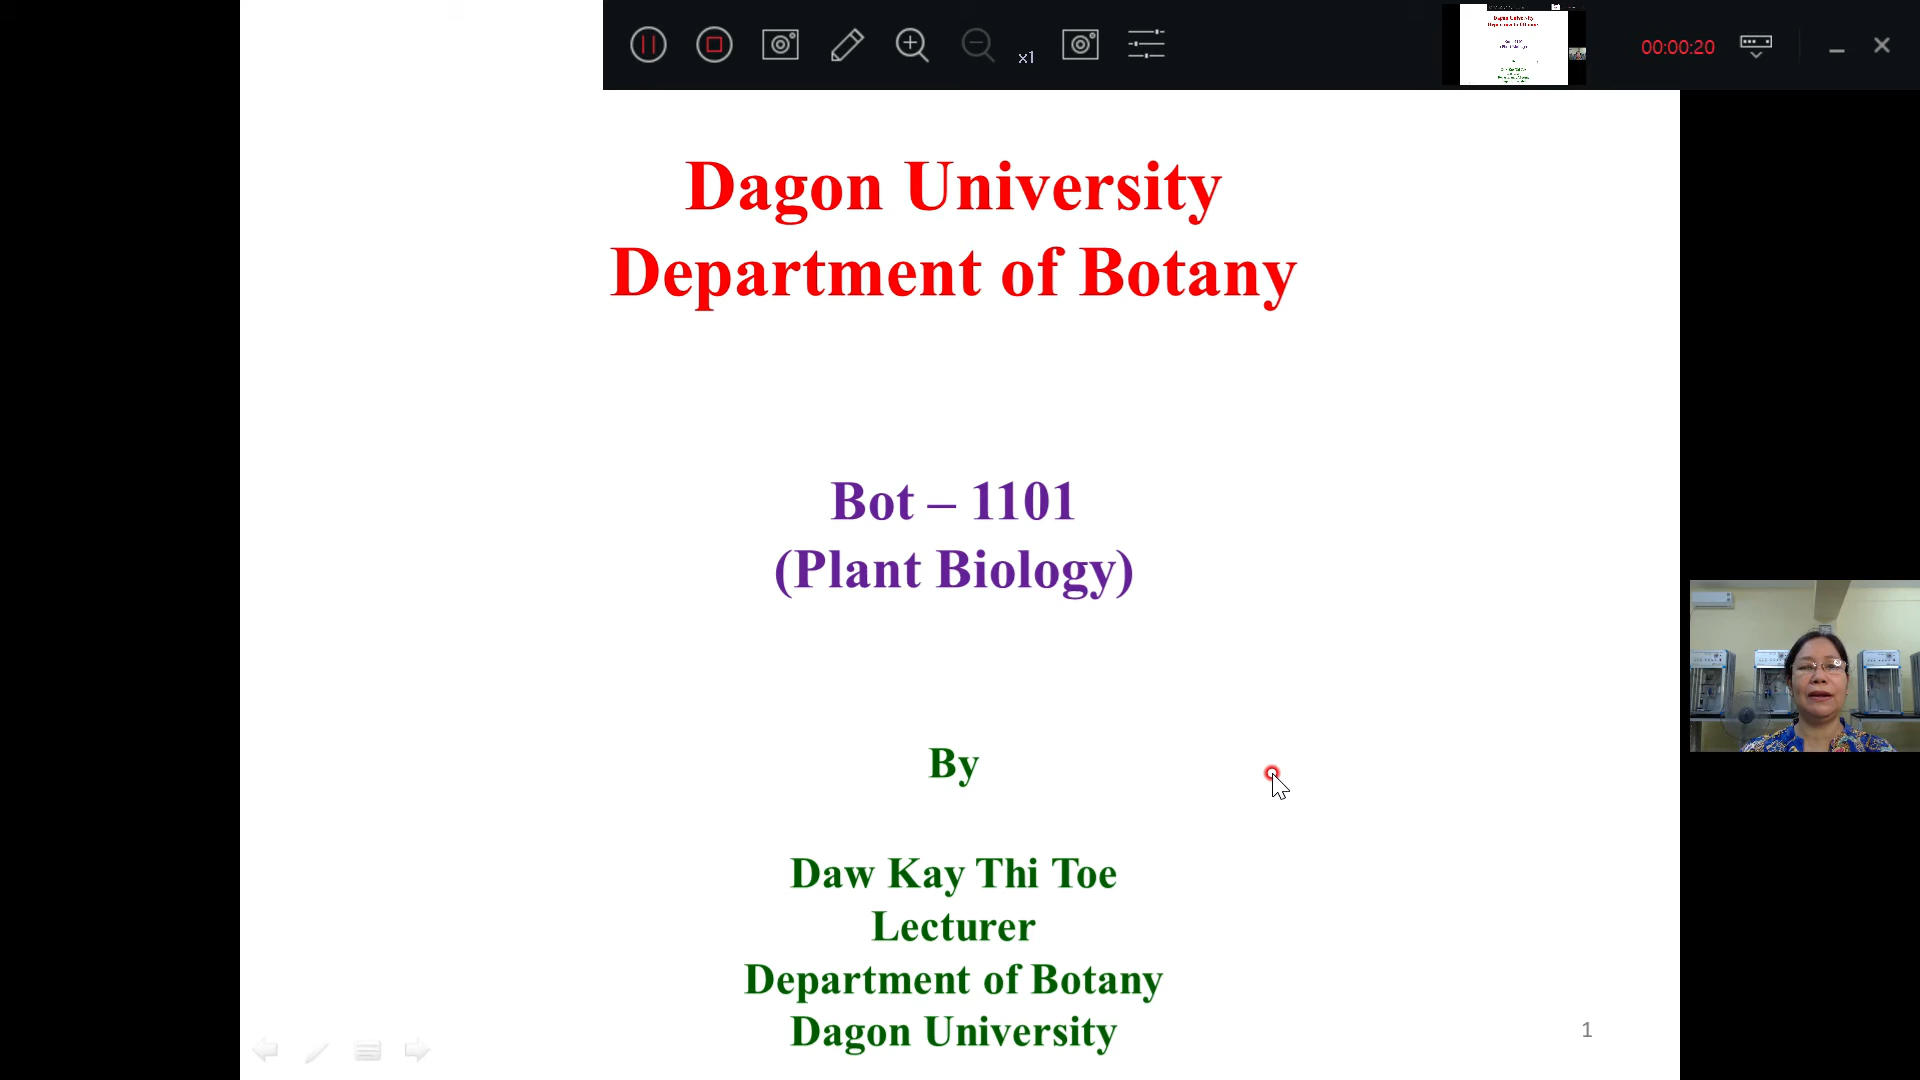 x1
00:00:20
Dagon University
Department of Botany
Bot – 1101
(Plant Biology)
By
Daw Kay Thi Toe
Lecturer
Department of Botany
Dagon University
1